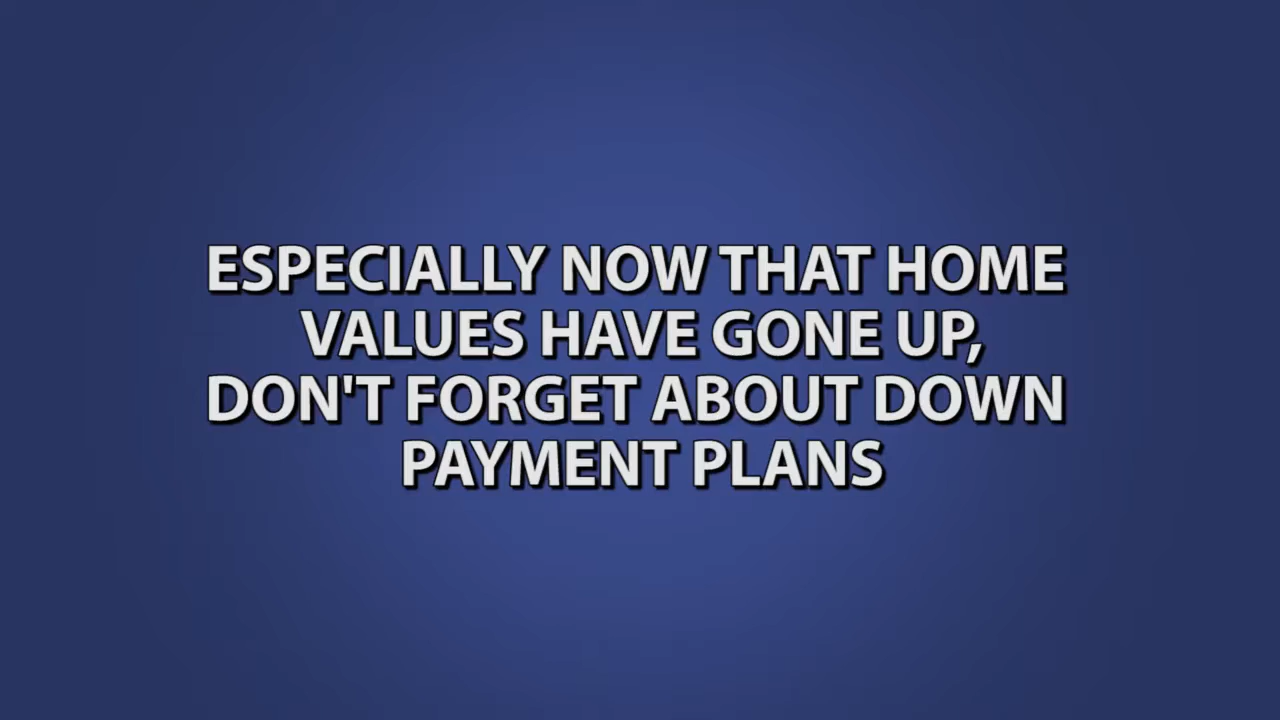 ESPECIALLY NOW THAT HOME
VALUES HAVE GONE UP,
DON'T FORGET ABOUT DOWN
PAYMENT PLANS